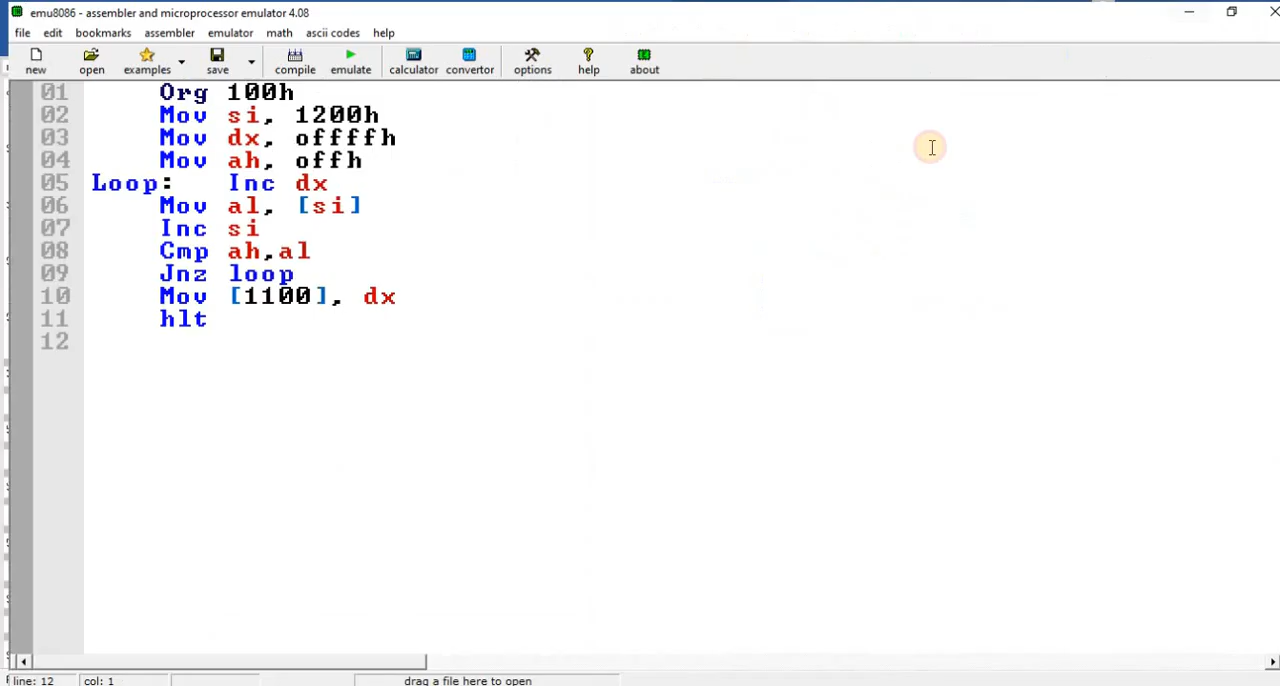 emu8086 - assembler and microprocessor emulator 4.08
file edit bookmarks assembler emulator math ascii codes help
new open examples save compile emulate calculator convertor options help about
01 Org 100h
02 Mov si, 1200h
03 Mov dx, offffh
04 Mov ah, offh
05 Loop: Inc dx
06 Mov al, [si]
07 Inc si
08 Cmp ah,al
09 Jnz loop
10 Mov [1100], dx
11 hlt
12
line: 12 col: 1 drag a file here to open